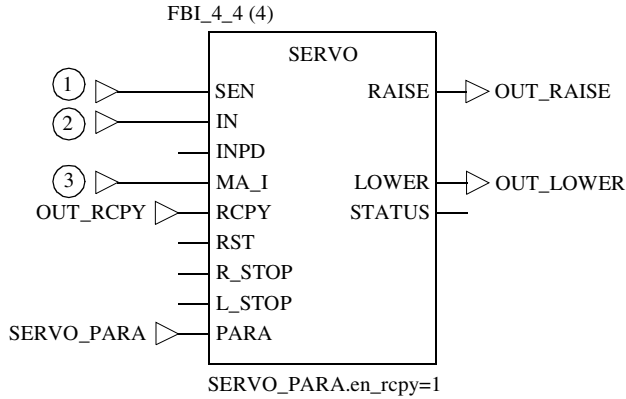 FBI_4_4 (4)
SERVO
1 SEN RAISE OUT_RAISE
2 IN
INPD
3 MA_I LOWER OUT_LOWER
OUT_RCPY RCPY STATUS
RST
R_STOP
L_STOP
SERVO_PARA PARA
SERVO_PARA.en_rcpy=1